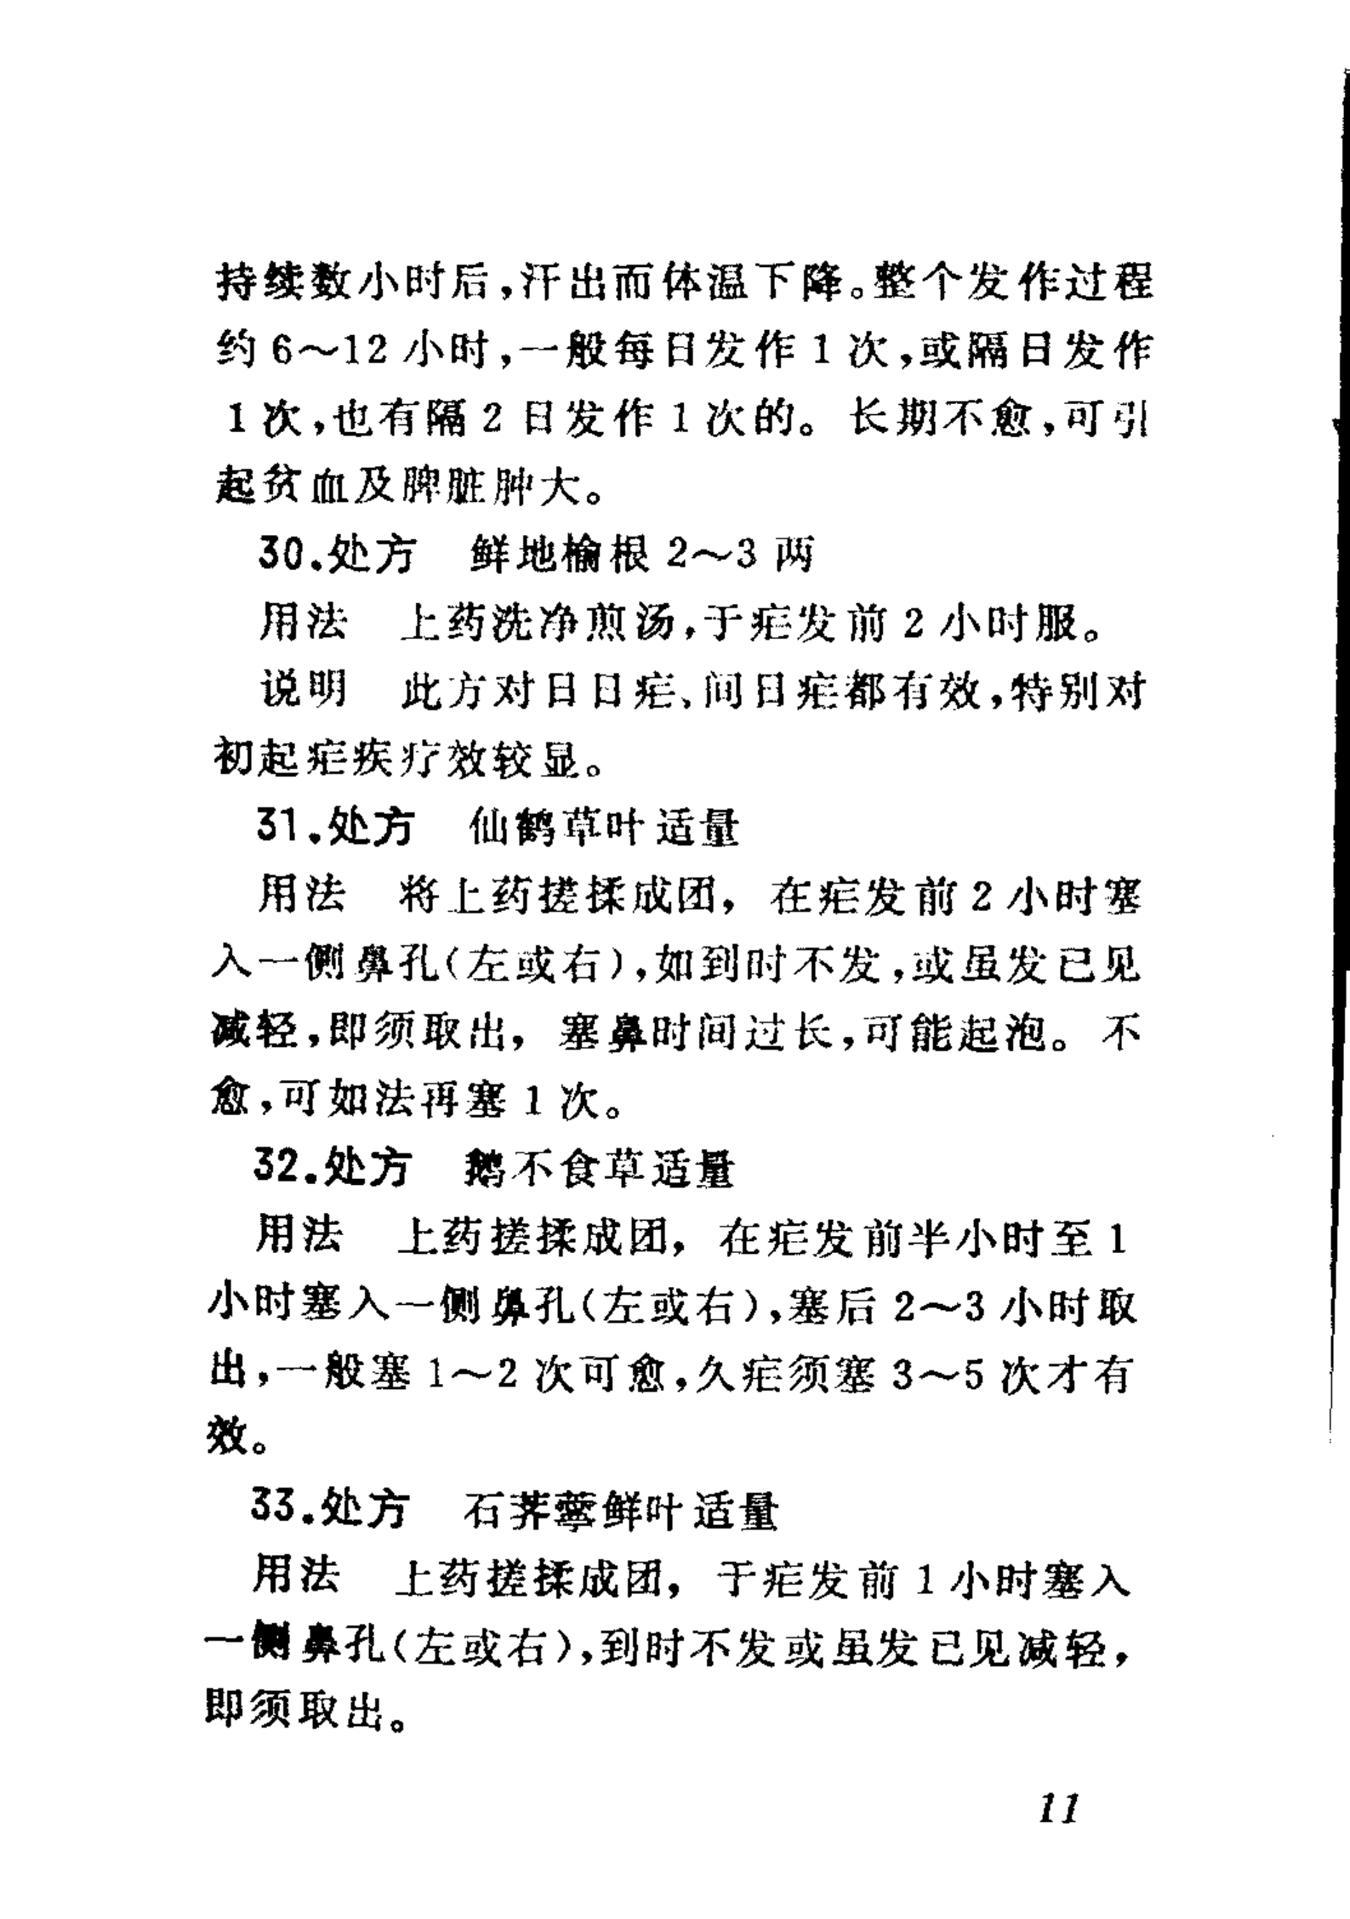 持续数小时后,汗出而体温下降。整个发作过程
约6～12小时,一般每日发作1次,或隔日发作
1次,也有隔2日发作1次的。长期不愈,可引
起贫血及脾脏肿大。
30.处方　鲜地榆根2～3两
用法　上药洗净煎汤,于疟发前2小时服。
说明　此方对日日疟、间日疟都有效,特别对
初起疟疾疗效较显。
31.处方　仙鹤草叶适量
用法　将上药搓揉成团，在疟发前2小时塞
入一侧鼻孔(左或右),如到时不发,或虽发已见
减轻,即须取出，塞鼻时间过长,可能起泡。不
愈,可如法再塞1次。
32.处方　鹅不食草适量
用法　上药搓揉成团，在疟发前半小时至1
小时塞入一侧鼻孔(左或右),塞后2～3小时取
出,一般塞1～2次可愈,久疟须塞3～5次才有
效。
33.处方　石荠薴鲜叶适量
用法　上药搓揉成团，于疟发前1小时塞入
一侧鼻孔(左或右),到时不发或虽发已见减轻，
即须取出。
11